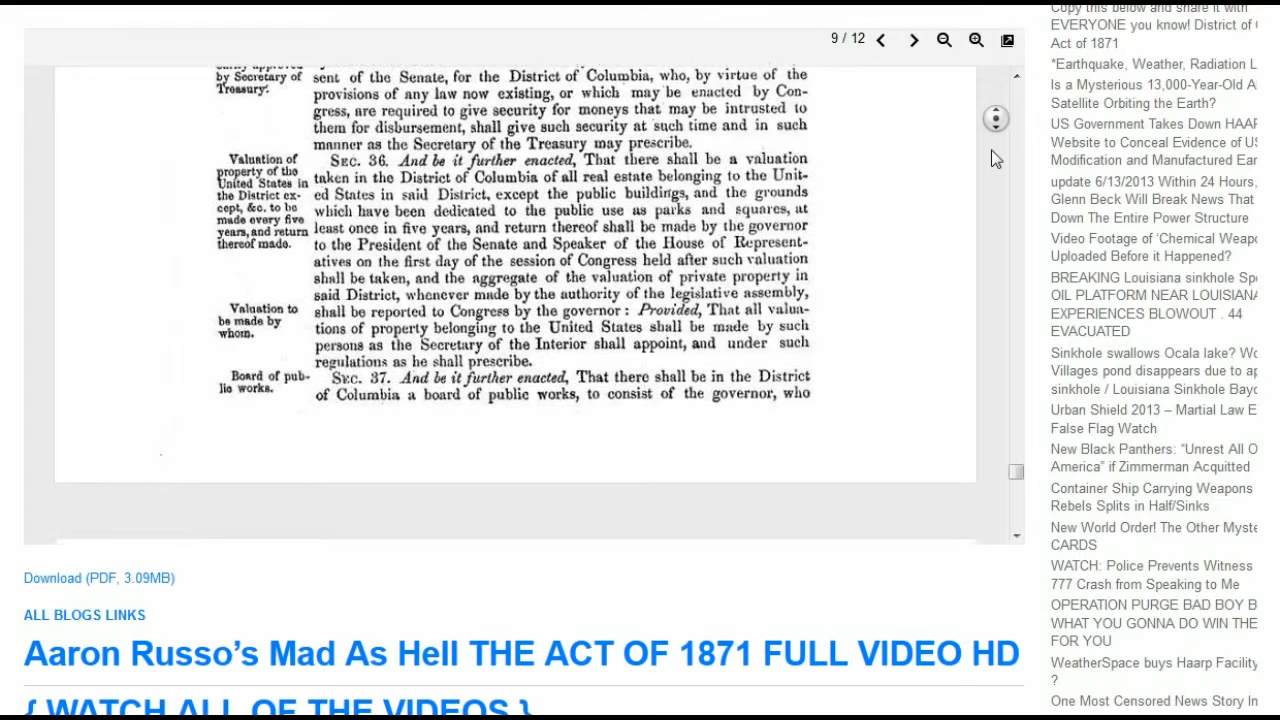 9 / 12
by Secretary of
Treasury.
sent of the Senate, for the District of Columbia, who, by virtue of the
provisions of any law now existing, or which may be enacted by Con-
gress, are required to give security for moneys that may be intrusted to
them for disbursement, shall give such security at such time and in such
manner as the Secretary of the Treasury may prescribe.
Valuation of
property of the
United States in
the District ex-
cept, &c. to be
made every five
years, and return
thereof made.
SEC. 36. And be it further enacted, That there shall be a valuation
taken in the District of Columbia of all real estate belonging to the Unit-
ed States in said District, except the public buildings, and the grounds
which have been dedicated to the public use as parks and squares, at
least once in five years, and return thereof shall be made by the governor
to the President of the Senate and Speaker of the House of Represent-
atives on the first day of the session of Congress held after such valuation
shall be taken, and the aggregate of the valuation of private property in
said District, whenever made by the authority of the legislative assembly,
shall be reported to Congress by the governor : Provided, That all valua-
tions of property belonging to the United States shall be made by such
persons as the Secretary of the Interior shall appoint, and under such
regulations as he shall prescribe.
Valuation to
be made by
whom.
Board of pub-
lic works.
SEC. 37. And be it further enacted, That there shall be in the District
of Columbia a board of public works, to consist of the governor, who
Download (PDF, 3.09MB)
ALL BLOGS LINKS
Aaron Russo's Mad As Hell THE ACT OF 1871 FULL VIDEO HD
{ WATCH ALL OF THE VIDEOS }
Copy this below and share it with
EVERYONE you know! District of
Act of 1871
*Earthquake, Weather, Radiation L
Is a Mysterious 13,000-Year-Old A
Satellite Orbiting the Earth?
US Government Takes Down HAAR
Website to Conceal Evidence of US
Modification and Manufactured Ear
update 6/13/2013 Within 24 Hours,
Glenn Beck Will Break News That
Down The Entire Power Structure
Video Footage of 'Chemical Weapo
Uploaded Before it Happened?
BREAKING Louisiana sinkhole Spe
OIL PLATFORM NEAR LOUISIANA
EXPERIENCES BLOWOUT . 44
EVACUATED
Sinkhole swallows Ocala lake? Wo
Villages pond disappears due to ap
sinkhole / Louisiana Sinkhole Bayo
Urban Shield 2013 – Martial Law E
False Flag Watch
New Black Panthers: “Unrest All O
America” if Zimmerman Acquitted
Container Ship Carrying Weapons
Rebels Splits in Half/Sinks
New World Order! The Other Myste
CARDS
WATCH: Police Prevents Witness
777 Crash from Speaking to Me
OPERATION PURGE BAD BOY B
WHAT YOU GONNA DO WIN THE
FOR YOU
WeatherSpace buys Haarp Facility
?
One Most Censored News Story In